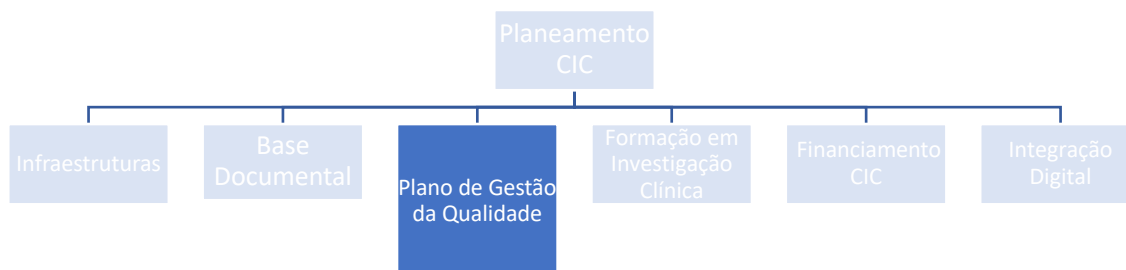 Planeamento
CIC
Infraestruturas
Base
Documental
Plano de Gestão
da Qualidade
Formação em
Investigação
Clínica
Financiamento
CIC
Integração
Digital